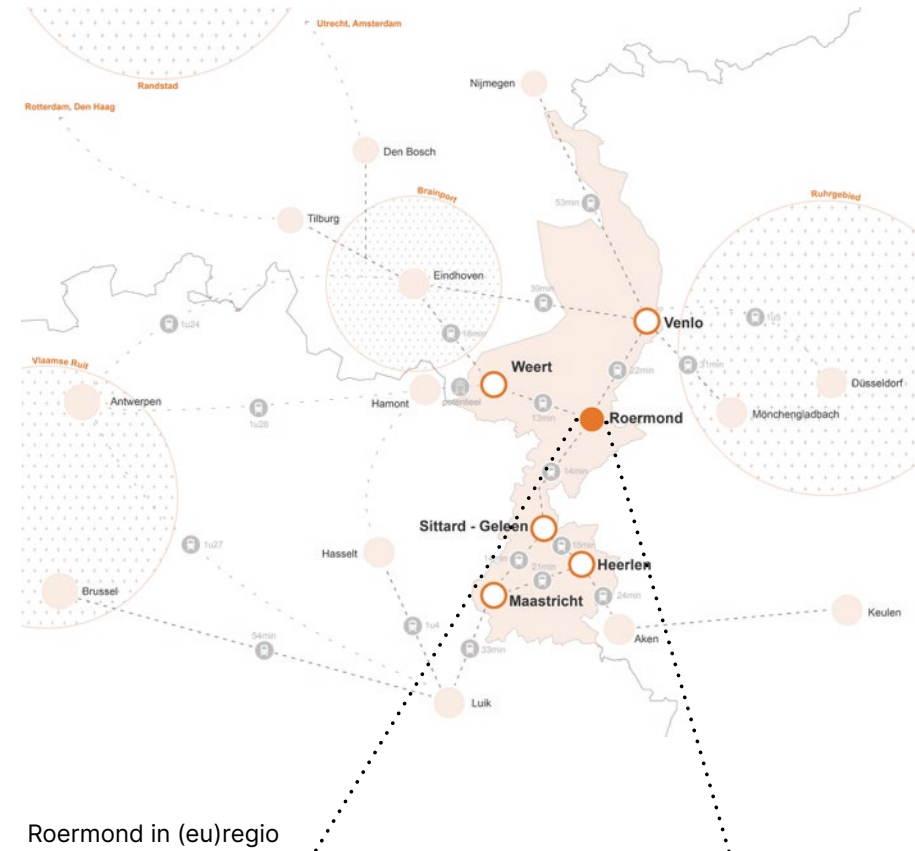 Utrecht, Amsterdam
Randstad
Nijmegen
Rotterdam, Den Haag
Den Bosch
Brainport
Ruhrgebied
53min
Tilburg
Eindhoven
39min
1u24
Venlo
Vlaamse Ruit
Weert
22min
31min
Düsseldorf
Antwerpen
Hamont
potentieel
Mönchengladbach
1u28
13min
Roermond
14min
Sittard - Geleen
1u27
Hasselt
15min
21min
Heerlen
Brussel
Maastricht
24min
Keulen
1u4
54min
33min
Aken
Luik
Roermond in (eu)regio